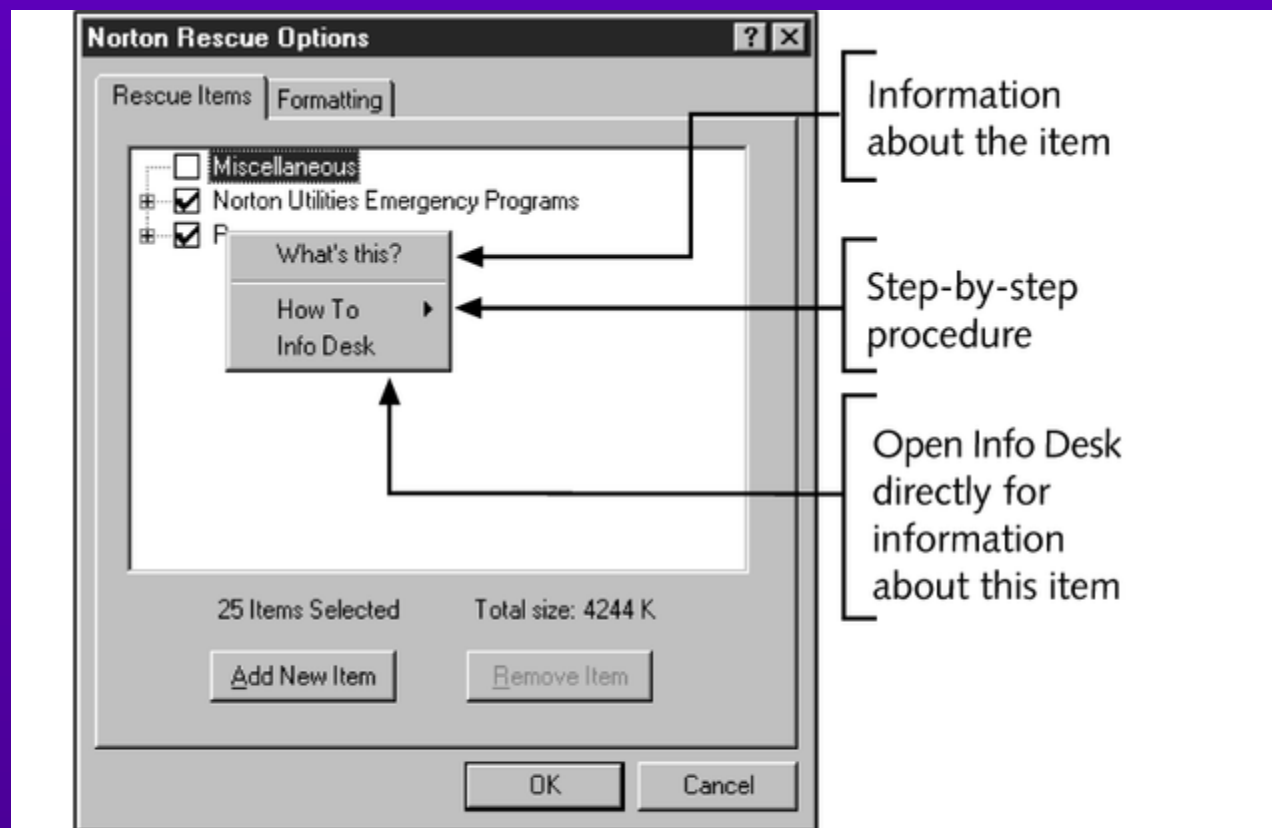 Norton Rescue Options
Rescue Items
Formatting
Miscellaneous
Norton Utilities Emergency Programs
What's this?
How To
Info Desk
25 Items Selected
Total size: 4244 K
Add New Item
Remove Item
OK
Cancel
Information
about the item
Step-by-step
procedure
Open Info Desk
directly for
information
about this item